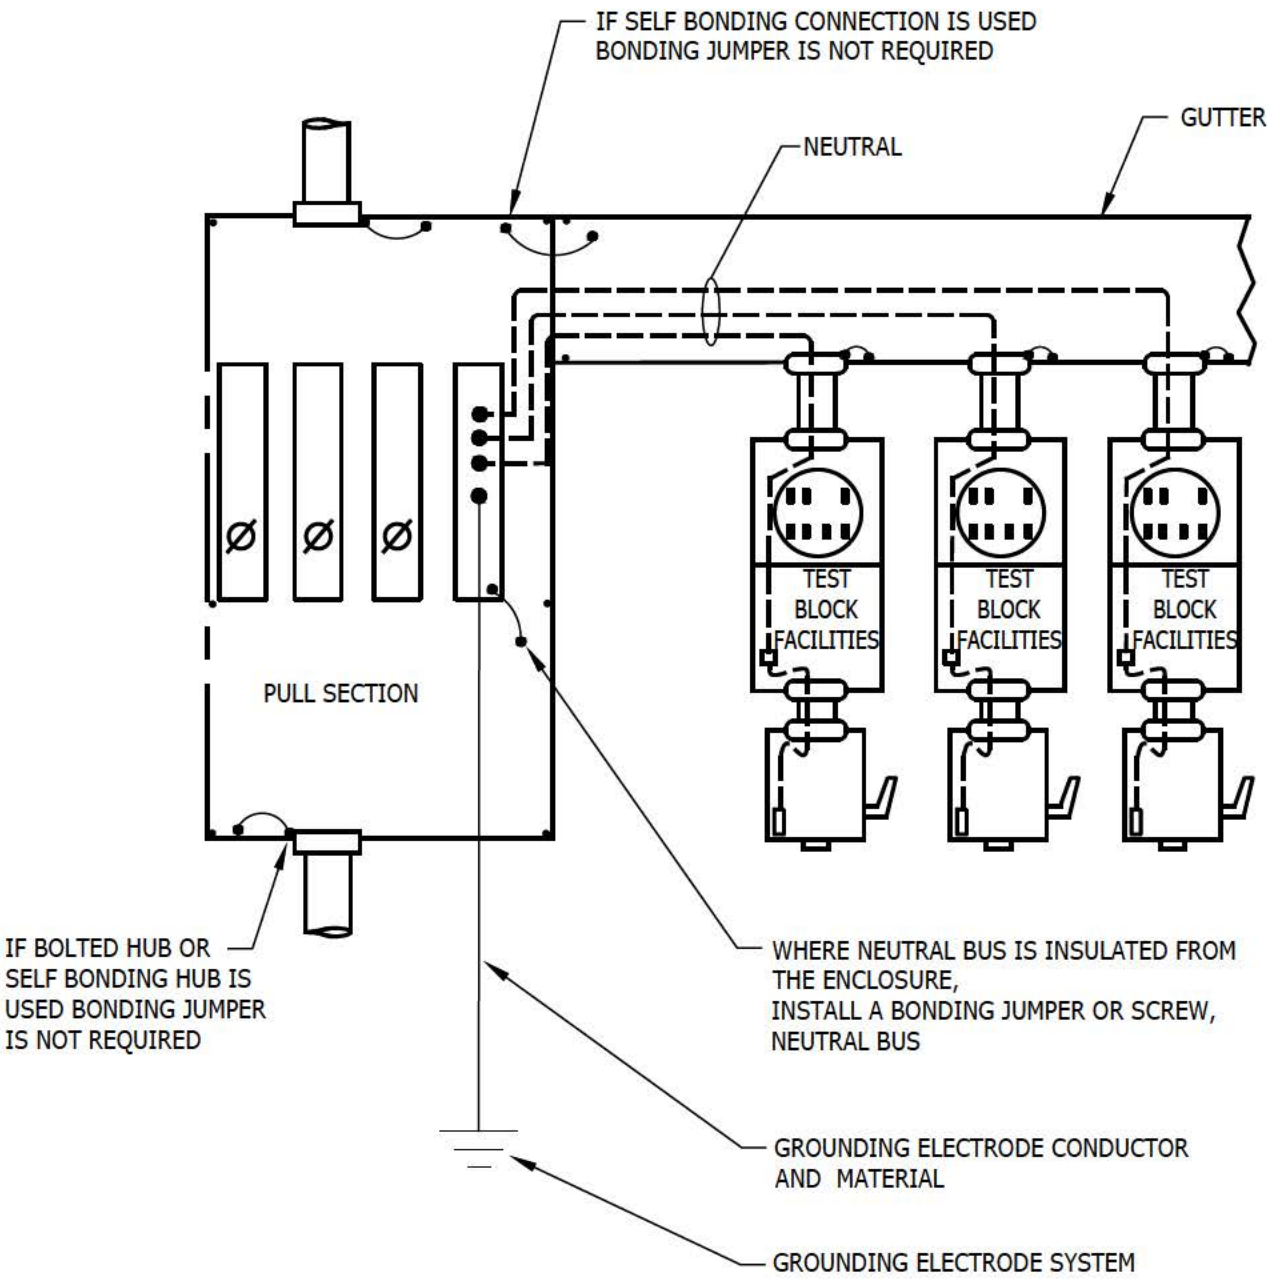 IF SELF BONDING CONNECTION IS USED
BONDING JUMPER IS NOT REQUIRED
GUTTER
NEUTRAL
TEST
BLOCK
FACILITIES
TEST
BLOCK
FACILITIES
TEST
BLOCK
FACILITIES
PULL SECTION
IF BOLTED HUB OR
SELF BONDING HUB IS
USED BONDING JUMPER
IS NOT REQUIRED
WHERE NEUTRAL BUS IS INSULATED FROM
THE ENCLOSURE,
INSTALL A BONDING JUMPER OR SCREW,
NEUTRAL BUS
GROUNDING ELECTRODE CONDUCTOR
AND MATERIAL
GROUNDING ELECTRODE SYSTEM